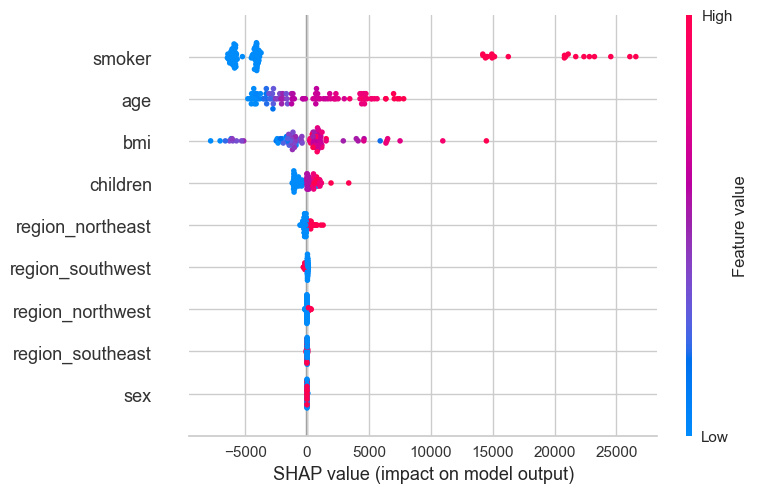 High
smoker
age
bmi
children
region_northeast
region_southwest
region_northwest
region_southeast
sex
Feature value
Low
−5000 0 5000 10000 15000 20000 25000
SHAP value (impact on model output)